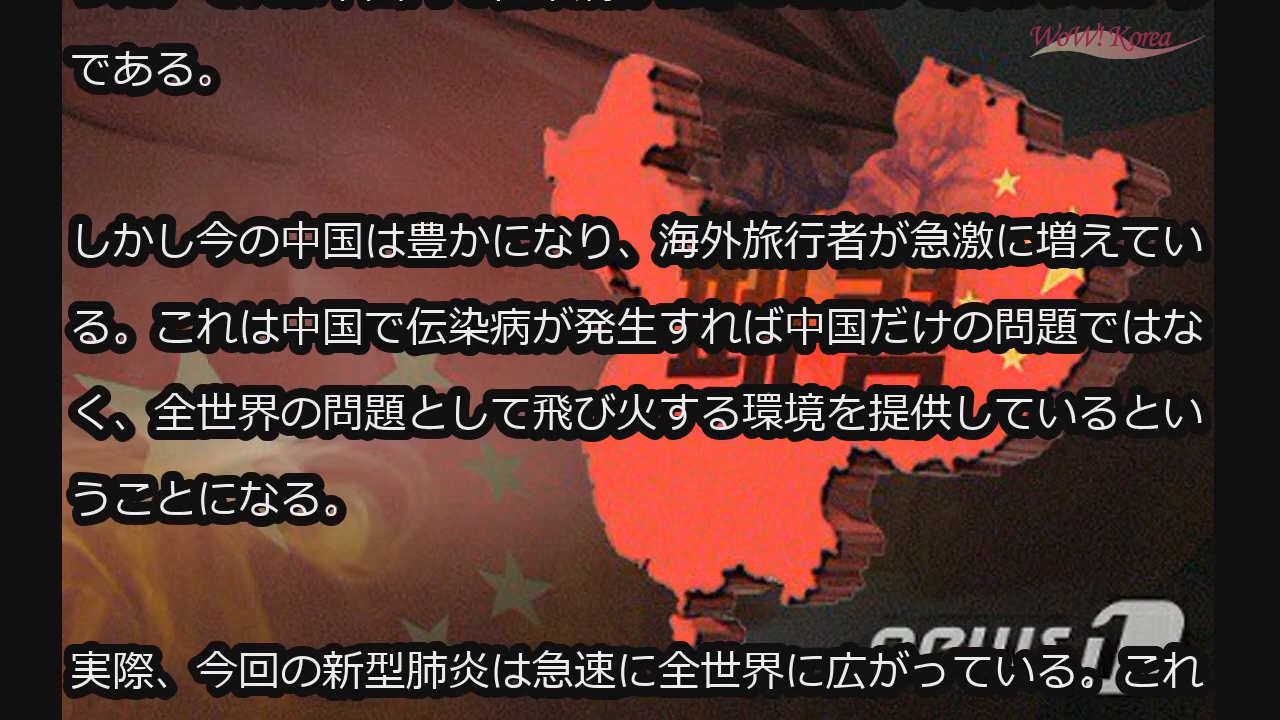 である。
WoW! Korea
しかし今の中国は豊かになり、海外旅行者が急激に増えてい
る。これは中国で伝染病が発生すれば中国だけの問題ではな
く、全世界の問題として飛び火する環境を提供しているとい
うことになる。
news1
実際、今回の新型肺炎は急速に全世界に広がっている。これ